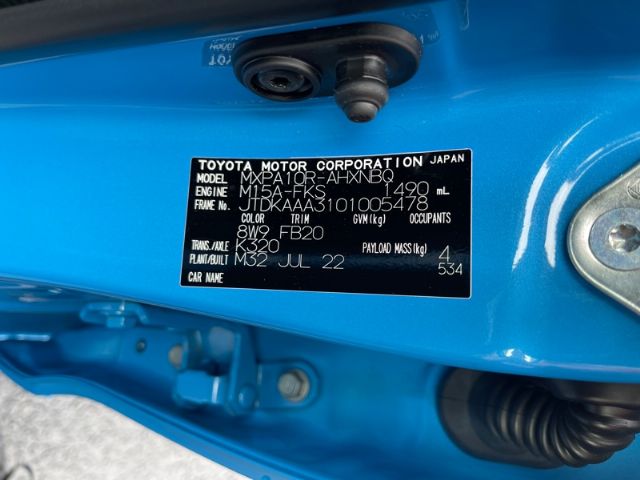 TOYOTA MOTOR CORPORATION JAPAN
MODEL MXPA10R-AHXNBQ
ENGINE M15A-FKS 1490 mL
FRAME No. JTDKAAA3101005478
COLOR TRIM GVM(kg) OCCUPANTS
8W9 FB20
TRANS./AXLE K320 PAYLOAD MASS(kg) 4
PLANT/BUILT M32 JUL 22 534
CAR NAME